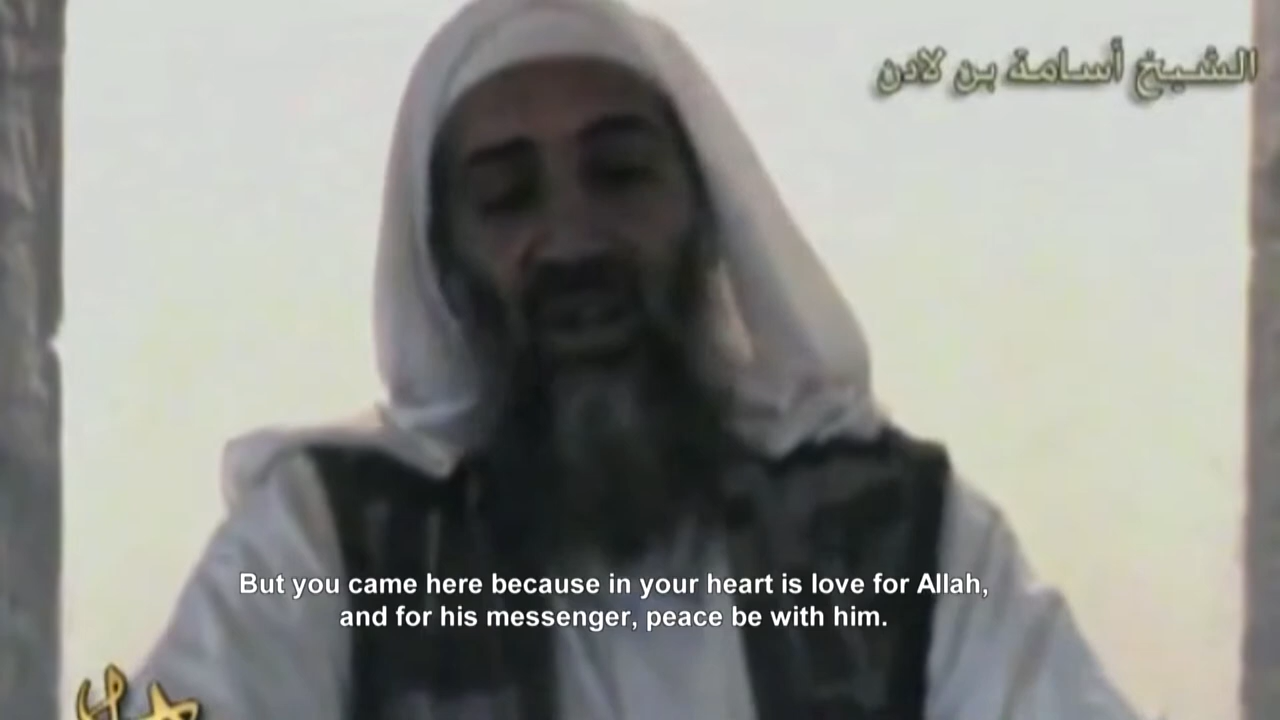 الشيخ أسامة بن لادن
But you came here because in your heart is love for Allah,
and for his messenger, peace be with him.